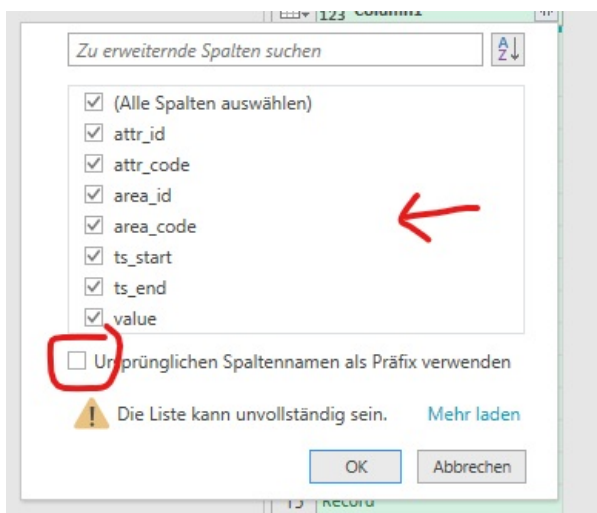 123 Column1
Zu erweiternde Spalten suchen
(Alle Spalten auswählen)
attr_id
attr_code
area_id
area_code
ts_start
ts_end
value
Ursprünglichen Spaltennamen als Präfix verwenden
Die Liste kann unvollständig sein. Mehr laden
OK Abbrechen
15 Record